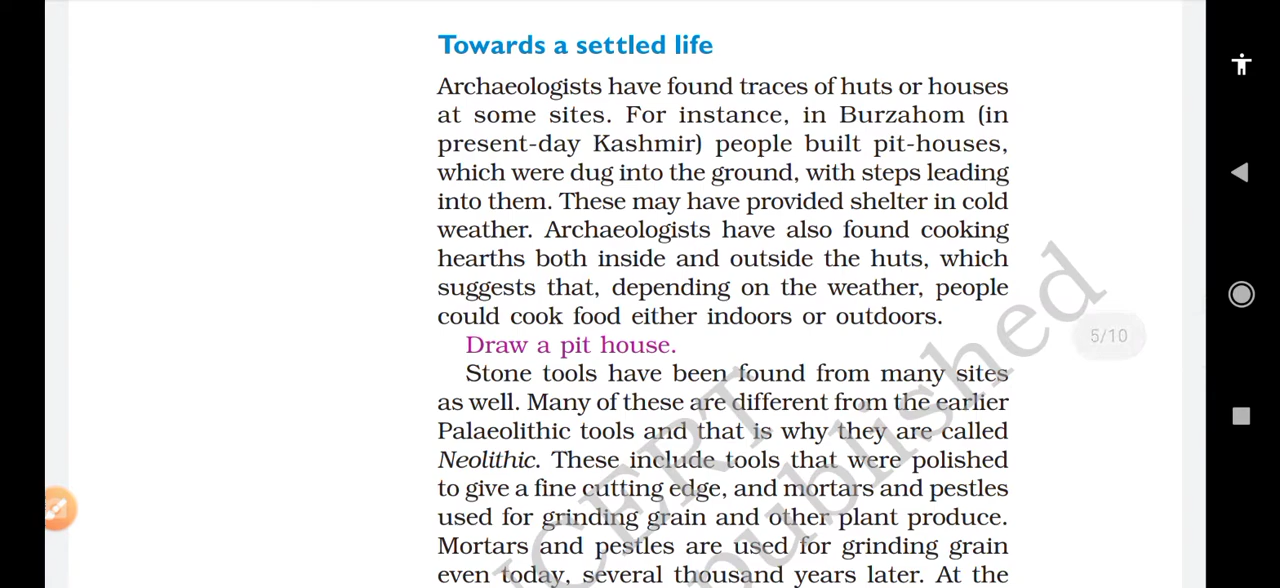 Towards a settled life
Archaeologists have found traces of huts or houses
at some sites. For instance, in Burzahom (in
present-day Kashmir) people built pit-houses,
which were dug into the ground, with steps leading
into them. These may have provided shelter in cold
weather. Archaeologists have also found cooking
hearths both inside and outside the huts, which
suggests that, depending on the weather, people
could cook food either indoors or outdoors.
5/10
Draw a pit house.
Stone tools have been found from many sites
as well. Many of these are different from the earlier
Palaeolithic tools and that is why they are called
Neolithic. These include tools that were polished
to give a fine cutting edge, and mortars and pestles
used for grinding grain and other plant produce.
Mortars and pestles are used for grinding grain
even today, several thousand years later. At the
NCERT
republished